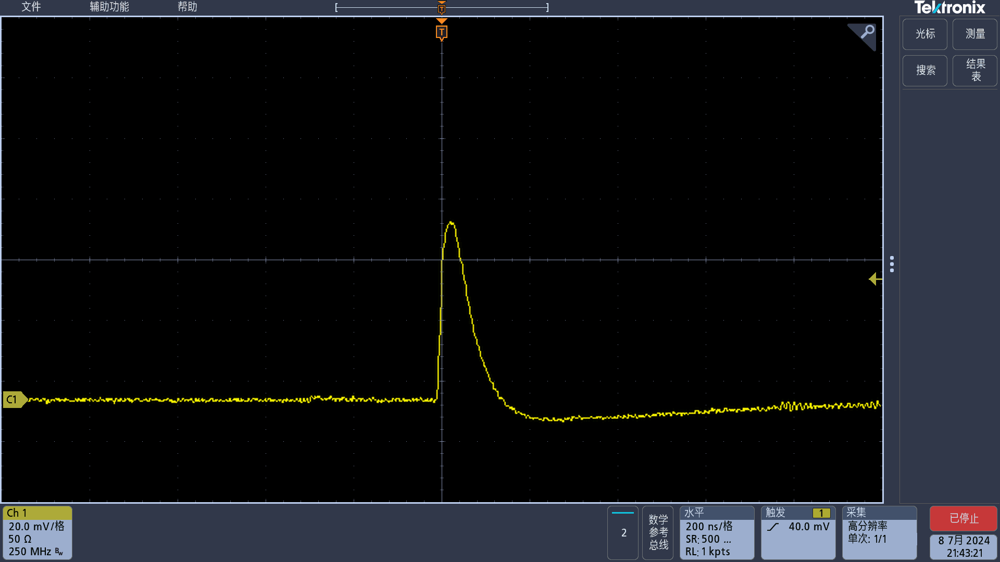 文件 辅助功能 帮助
T
Tektronix
T
光标 测量
搜索 结果
表
C1
Ch 1
20.0 mV/格
50 Ω
250 MHz Bw
2
数学
参考
总线
水平
200 ns/格
SR: 500 ...
RL: 1 kpts
触发 1
40.0 mV
采集
高分辨率
单次: 1/1
已停止
8 7月 2024
21:43:21